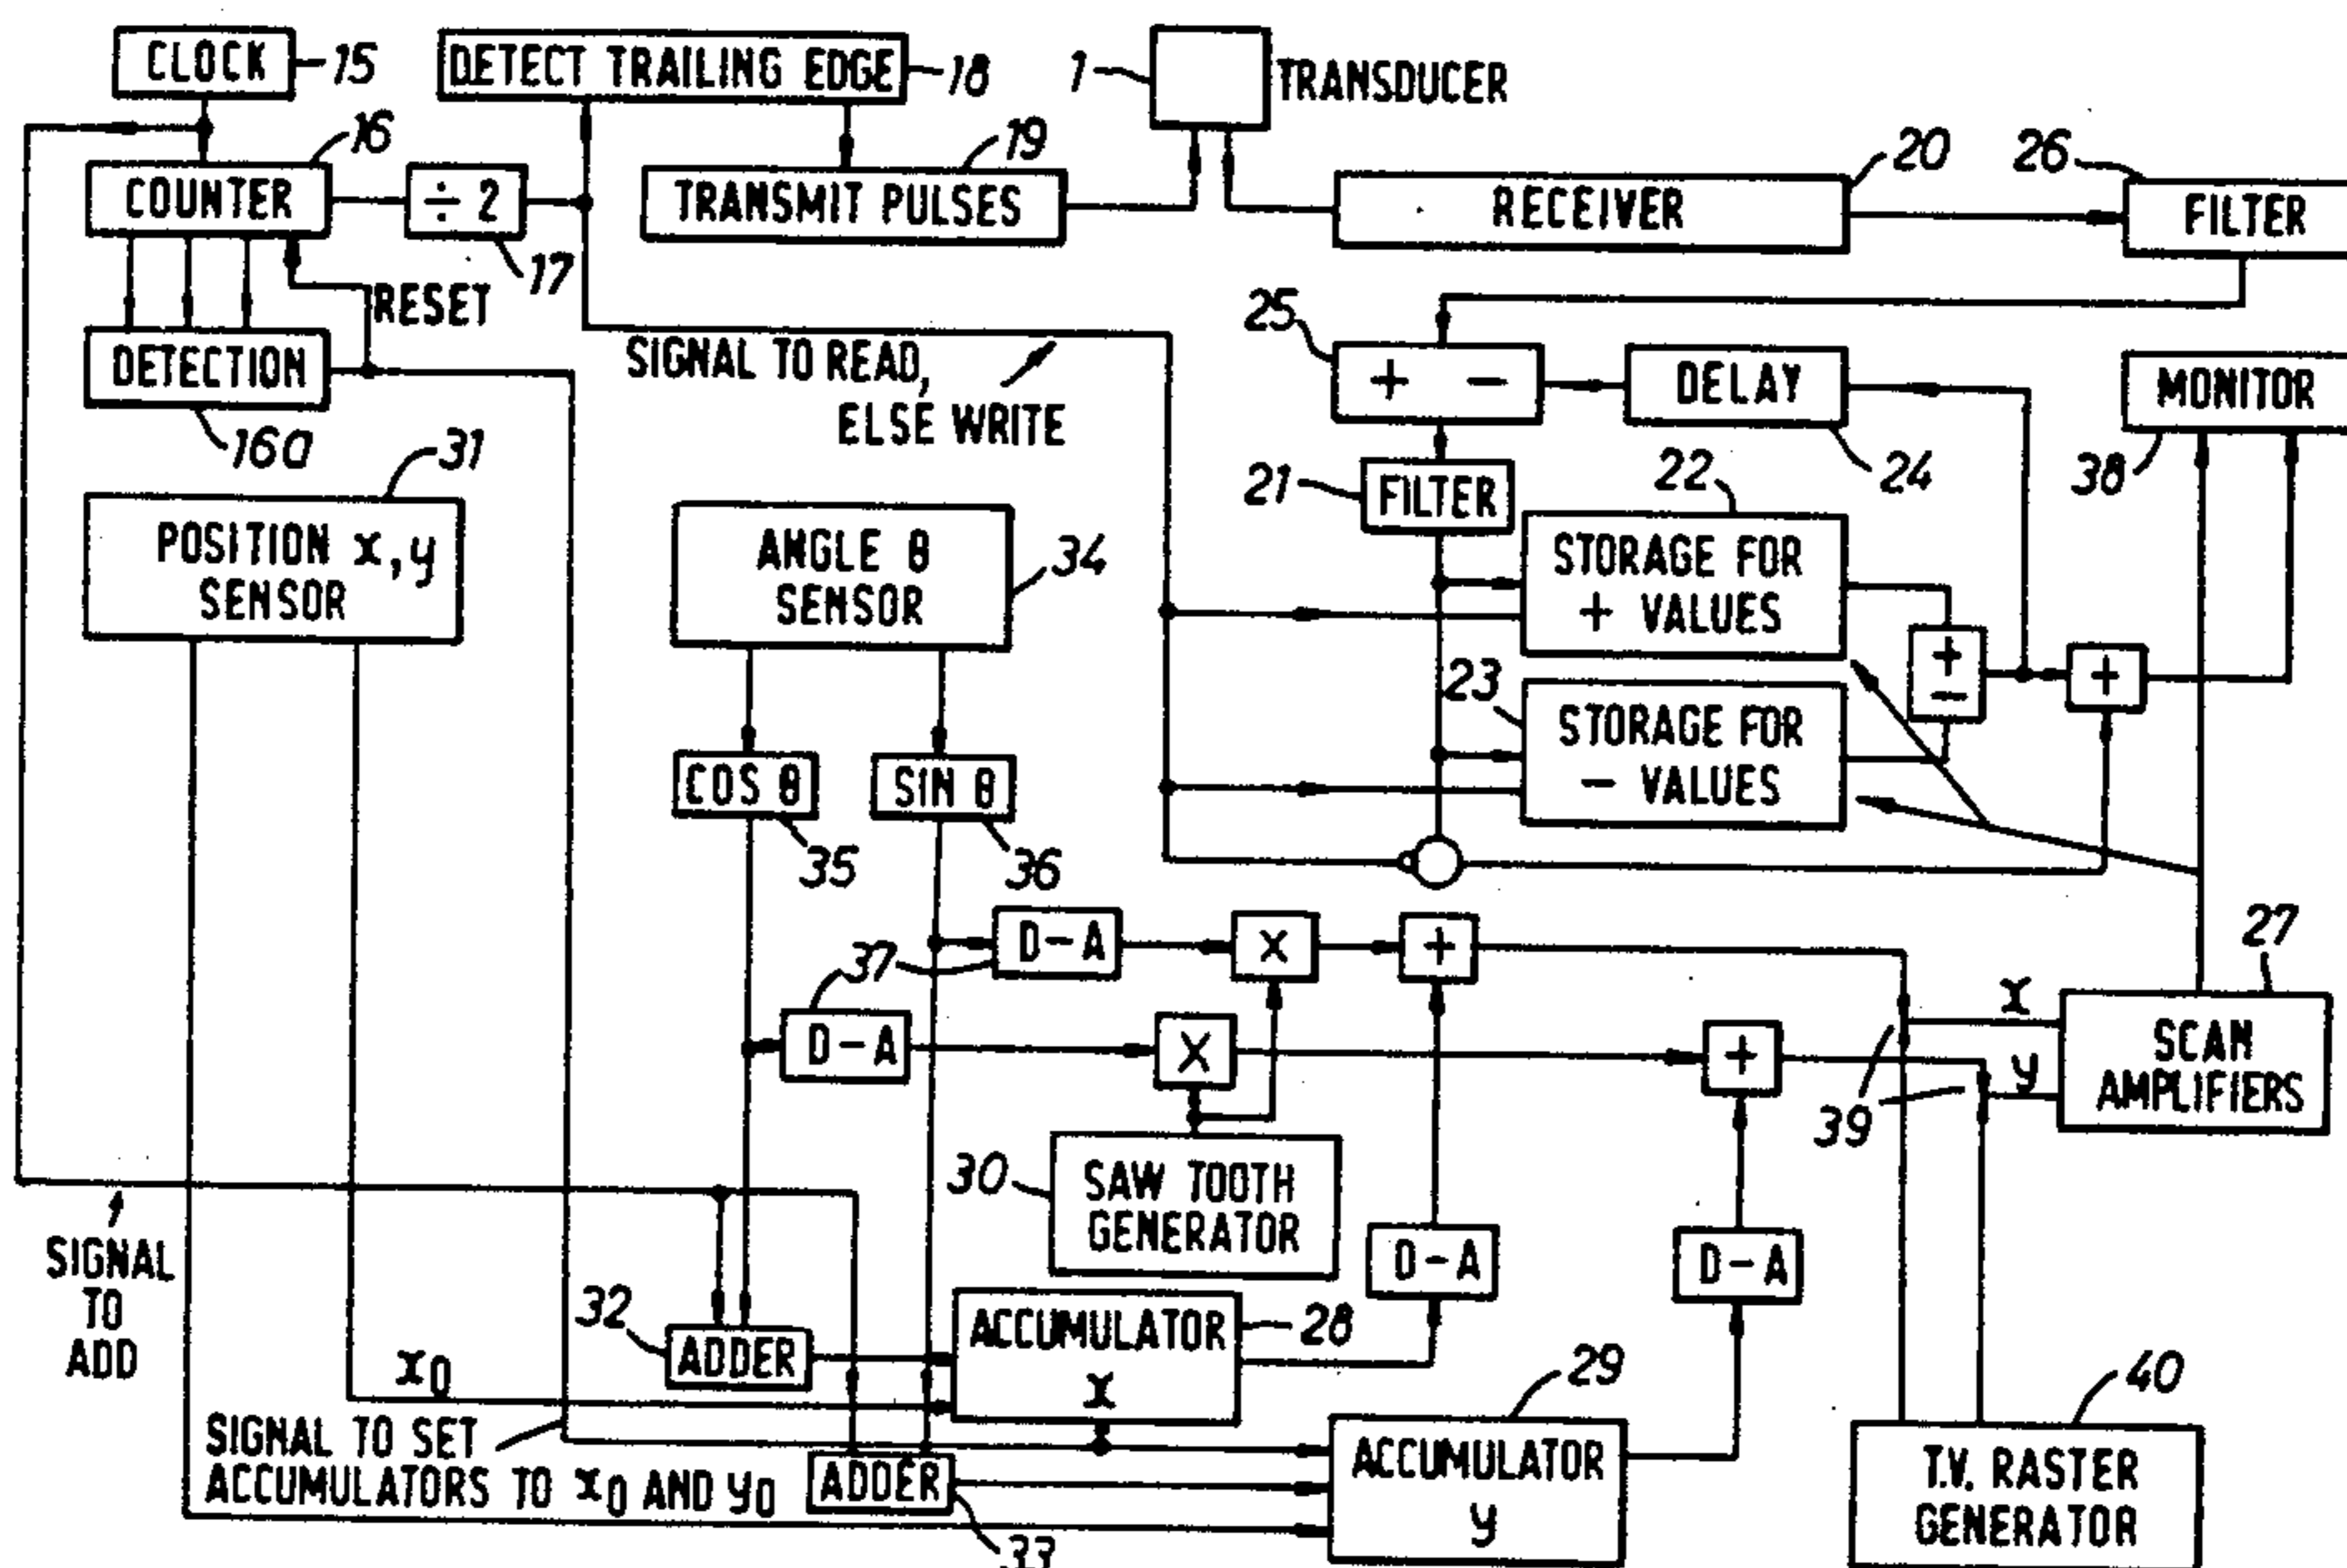 CLOCK
15
DETECT TRAILING EDGE
18
1
TRANSDUCER
16
COUNTER
÷ 2
17
TRANSMIT PULSES
19
RECEIVER
20
26
FILTER
RESET
DETECTION
16a
SIGNAL TO READ,
ELSE WRITE
25
+ −
DELAY
24
MONITOR
38
31
POSITION x, y
SENSOR
ANGLE θ
SENSOR
34
21
FILTER
22
STORAGE FOR
+ VALUES
23
STORAGE FOR
− VALUES
+
−
+
COS θ
35
SIN θ
36
37
D-A
X
+
D-A
X
+
39
x
y
27
SCAN
AMPLIFIERS
30
SAW TOOTH
GENERATOR
D-A
D-A
SIGNAL
TO
ADD
32
ADDER
ACCUMULATOR
x
28
x0
SIGNAL TO SET
ACCUMULATORS TO x0 AND y0
ADDER
33
29
ACCUMULATOR
y
40
T.V. RASTER
GENERATOR